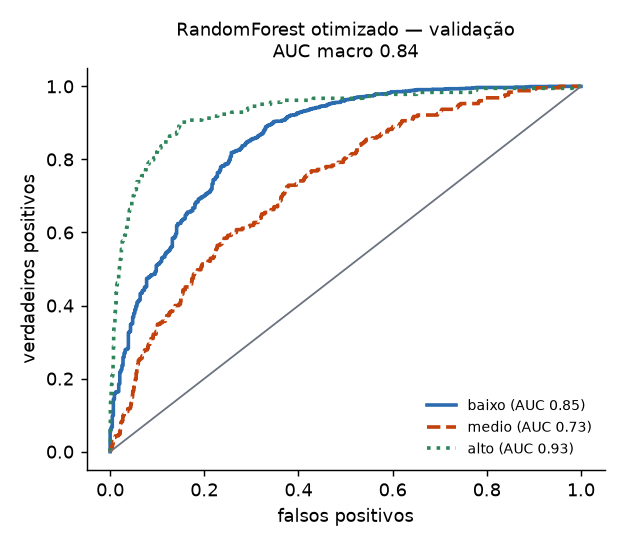 RandomForest otimizado — validação
AUC macro 0.84
verdadeiros positivos
1.0
0.8
0.6
0.4
0.2
0.0
baixo (AUC 0.85)
medio (AUC 0.73)
alto (AUC 0.93)
0.0 0.2 0.4 0.6 0.8 1.0
falsos positivos